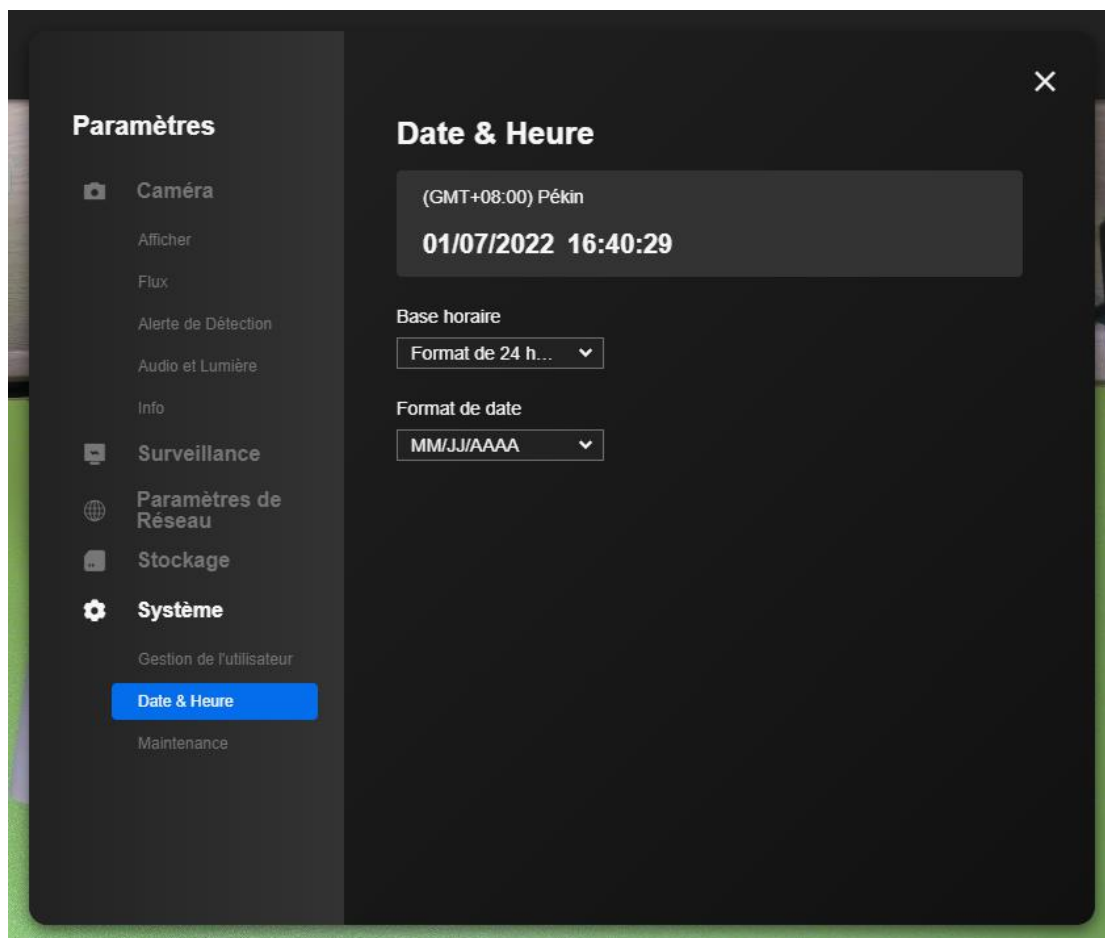 Paramètres
Caméra
Afficher
Flux
Alerte de Détection
Audio et Lumière
Info
Surveillance
Paramètres de
Réseau
Stockage
Système
Gestion de l'utilisateur
Date & Heure
Maintenance
Date & Heure
(GMT+08:00) Pékin
01/07/2022 16:40:29
Base horaire
Format de 24 h...
Format de date
MM/JJ/AAAA